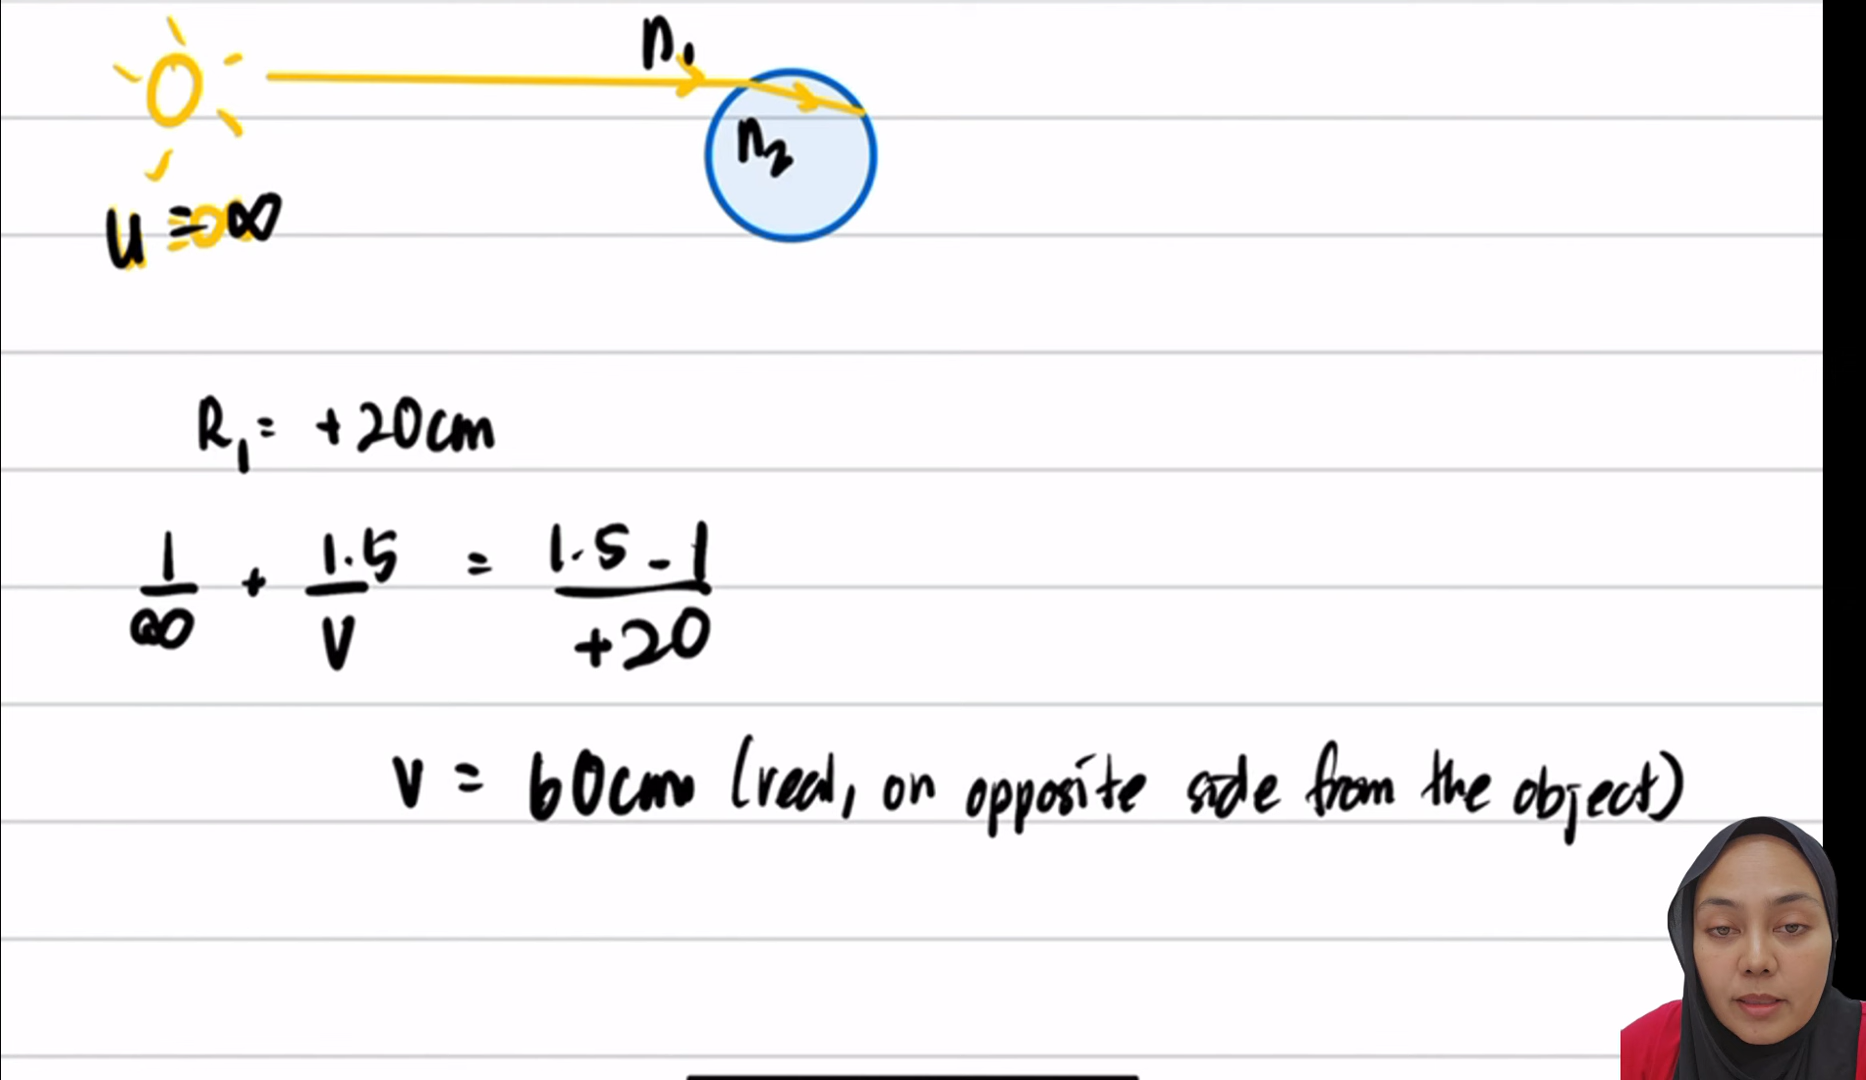 n₁
n₂
u = ∞
R₁ = +20cm
1/∞ + 1.5/v = 1.5 - 1/+20
v = 60cm (real, on opposite side from the object)